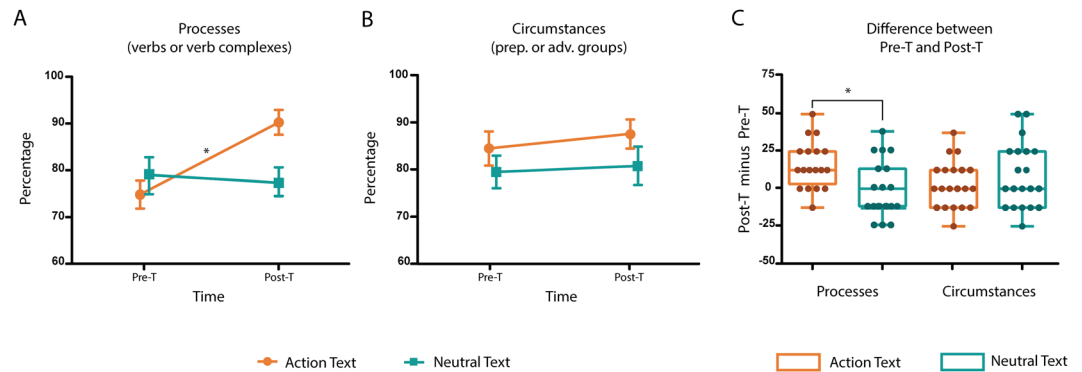 A
Processes
(verbs or verb complexes)
Percentage
100
90
80
70
60
*
Pre-T
Post-T
Time
B
Circumstances
(prep. or adv. groups)
Percentage
100
90
80
70
60
Pre-T
Post-T
Time
Action Text
Neutral Text
C
Difference between
Pre-T and Post-T
Post-T minus Pre-T
75
50
25
0
-25
-50
*
Processes
Circumstances
Action Text
Neutral Text